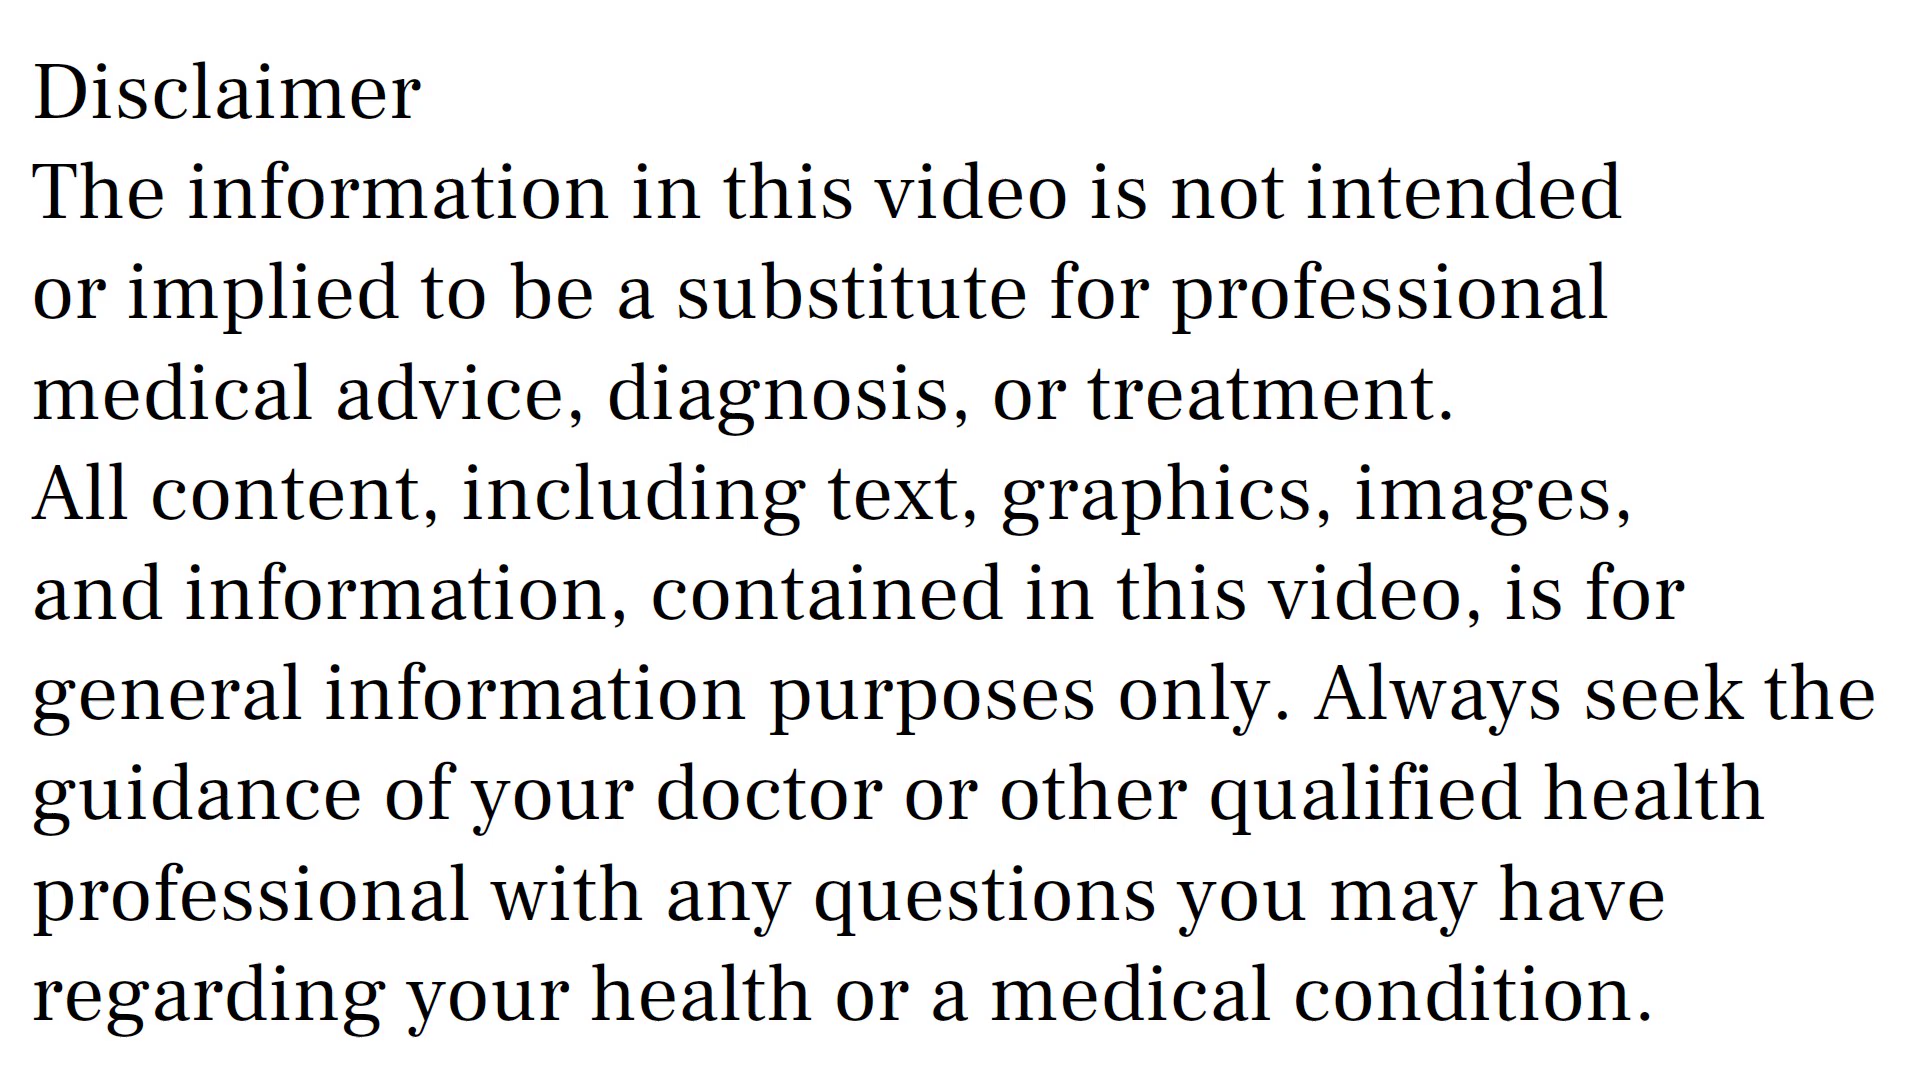 Disclaimer
The information in this video is not intended
or implied to be a substitute for professional
medical advice, diagnosis, or treatment.
All content, including text, graphics, images,
and information, contained in this video, is for
general information purposes only. Always seek the
guidance of your doctor or other qualified health
professional with any questions you may have
regarding your health or a medical condition.